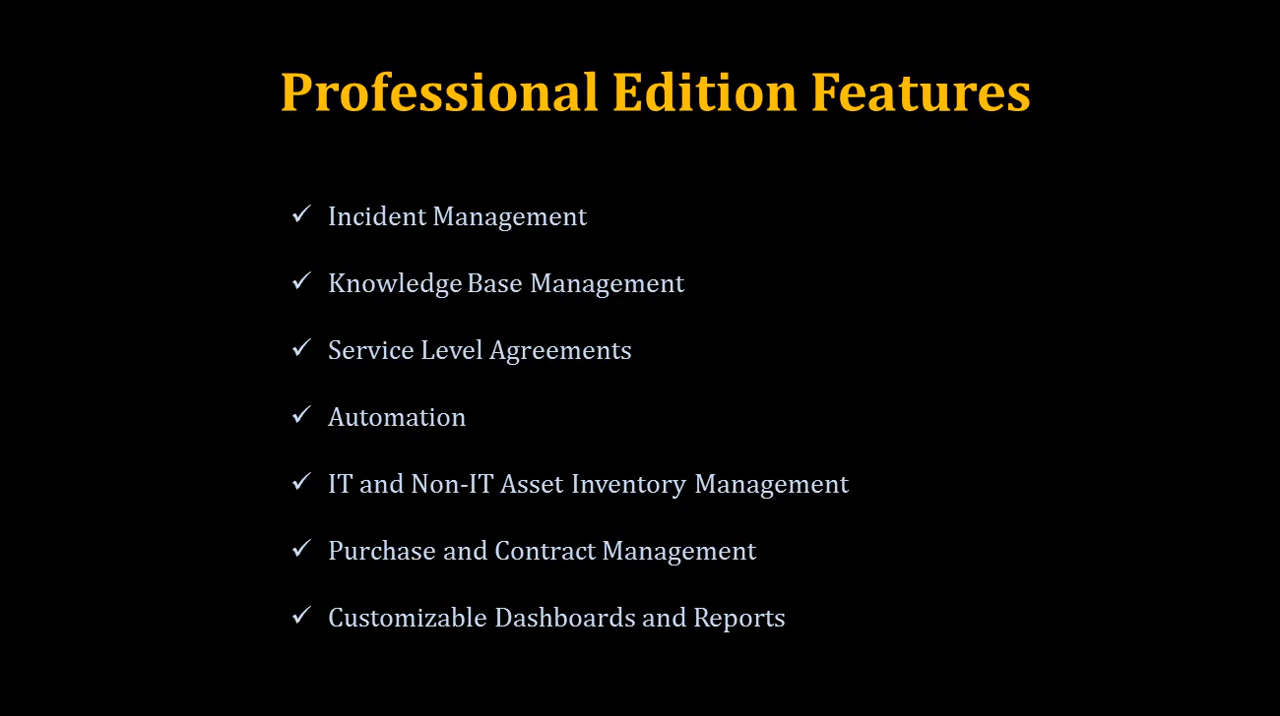 Professional Edition Features
✓ Incident Management
✓ Knowledge Base Management
✓ Service Level Agreements
✓ Automation
✓ IT and Non-IT Asset Inventory Management
✓ Purchase and Contract Management
✓ Customizable Dashboards and Reports